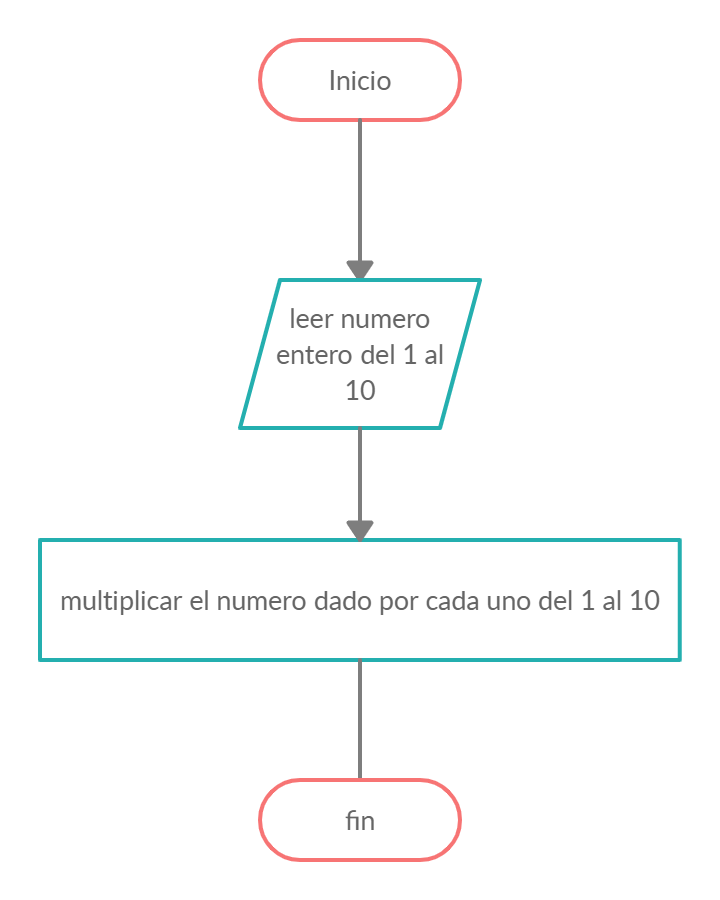 Inicio
leer numero
entero del 1 al
10
multiplicar el numero dado por cada uno del 1 al 10
fin